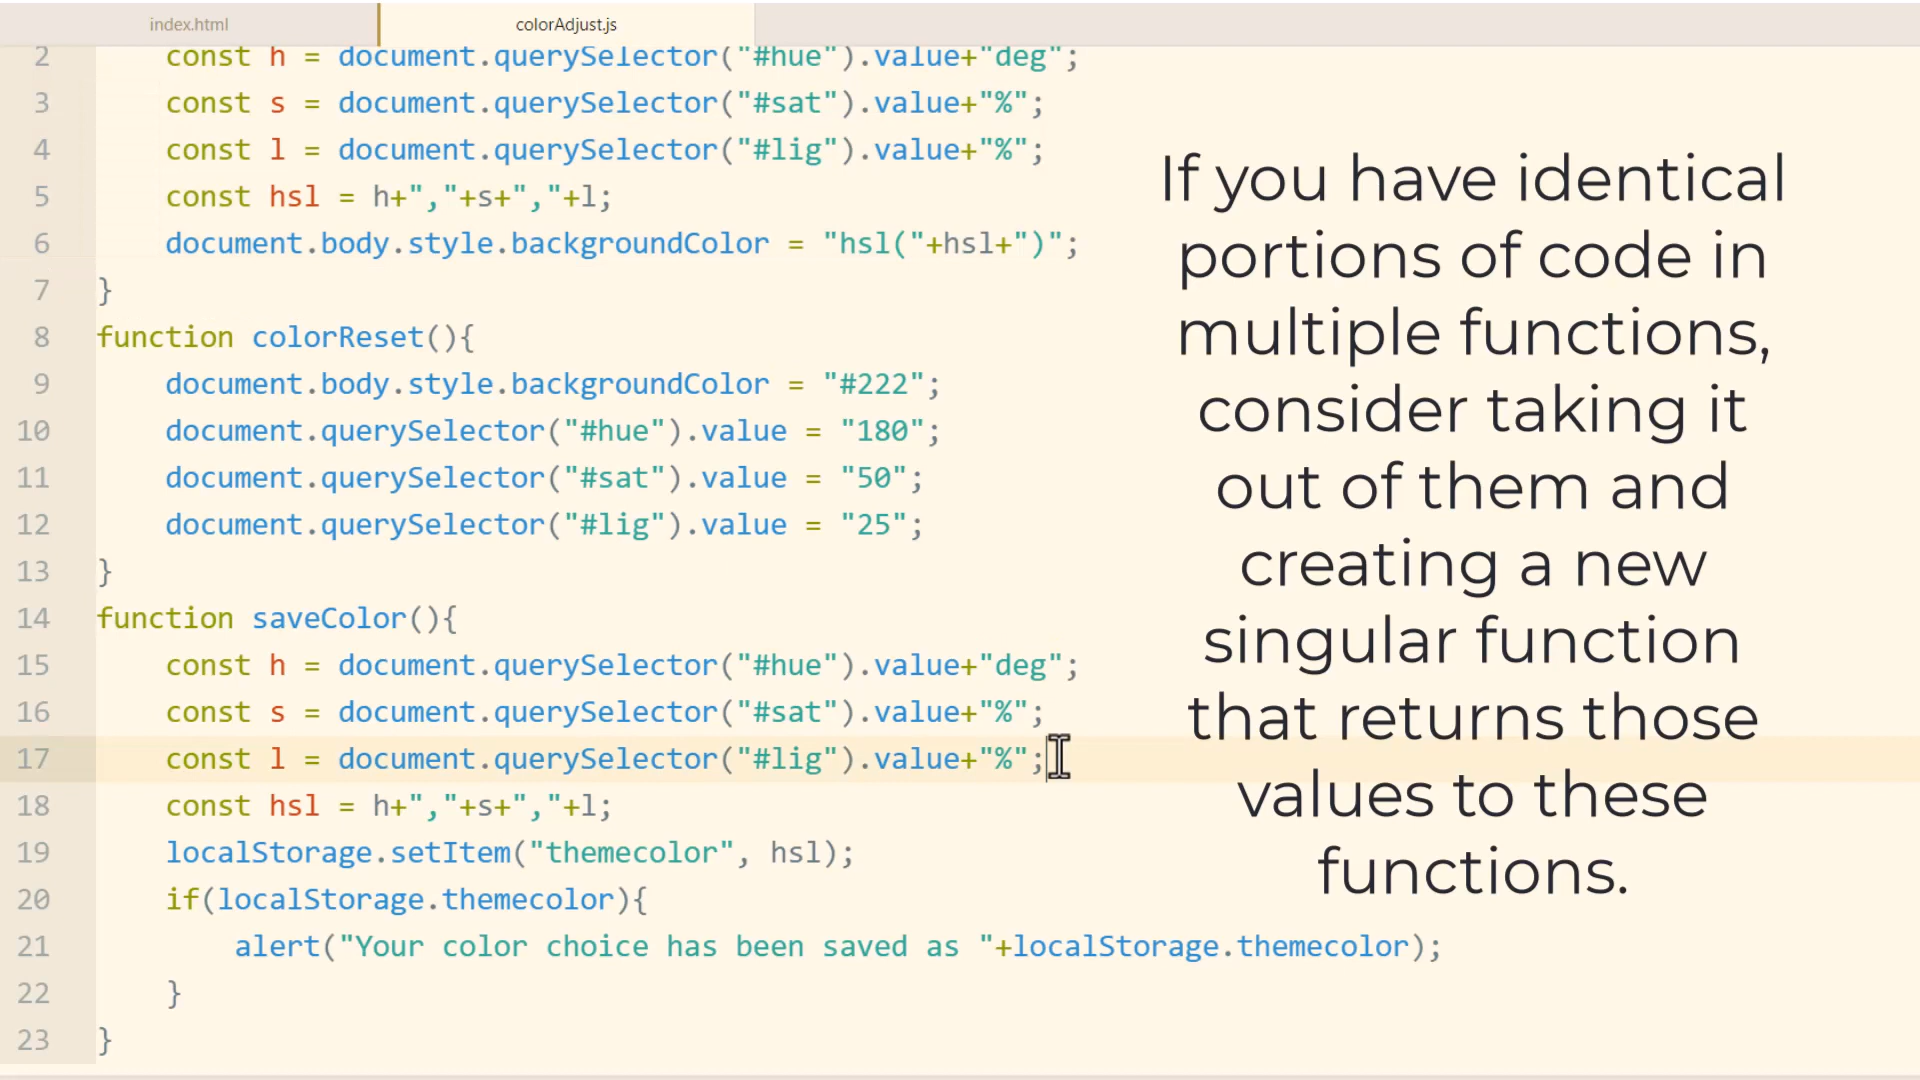 index.html
colorAdjust.js
2 const h = document.querySelector("#hue").value+"deg";
3 const s = document.querySelector("#sat").value+"%";
4 const l = document.querySelector("#lig").value+"%";
5 const hsl = h+","+s+","+l;
6 document.body.style.backgroundColor = "hsl("+hsl+")";
7 }
8 function colorReset(){
9 document.body.style.backgroundColor = "#222";
10 document.querySelector("#hue").value = "180";
11 document.querySelector("#sat").value = "50";
12 document.querySelector("#lig").value = "25";
13 }
14 function saveColor(){
15 const h = document.querySelector("#hue").value+"deg";
16 const s = document.querySelector("#sat").value+"%";
17 const l = document.querySelector("#lig").value+"%";
18 const hsl = h+","+s+","+l;
19 localStorage.setItem("themecolor", hsl);
20 if(localStorage.themecolor){
21 alert("Your color choice has been saved as "+localStorage.themecolor);
22 }
23 }
If you have identical
portions of code in
multiple functions,
consider taking it
out of them and
creating a new
singular function
that returns those
values to these
functions.